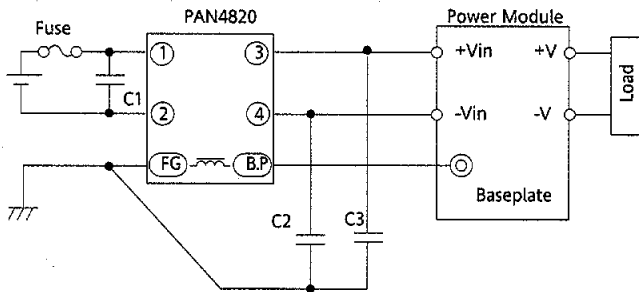 PAN4820
Power Module
Fuse
1
3
+Vin
+V
C1
2
4
-Vin
-V
Load
FG
B.P
Baseplate
C2
C3